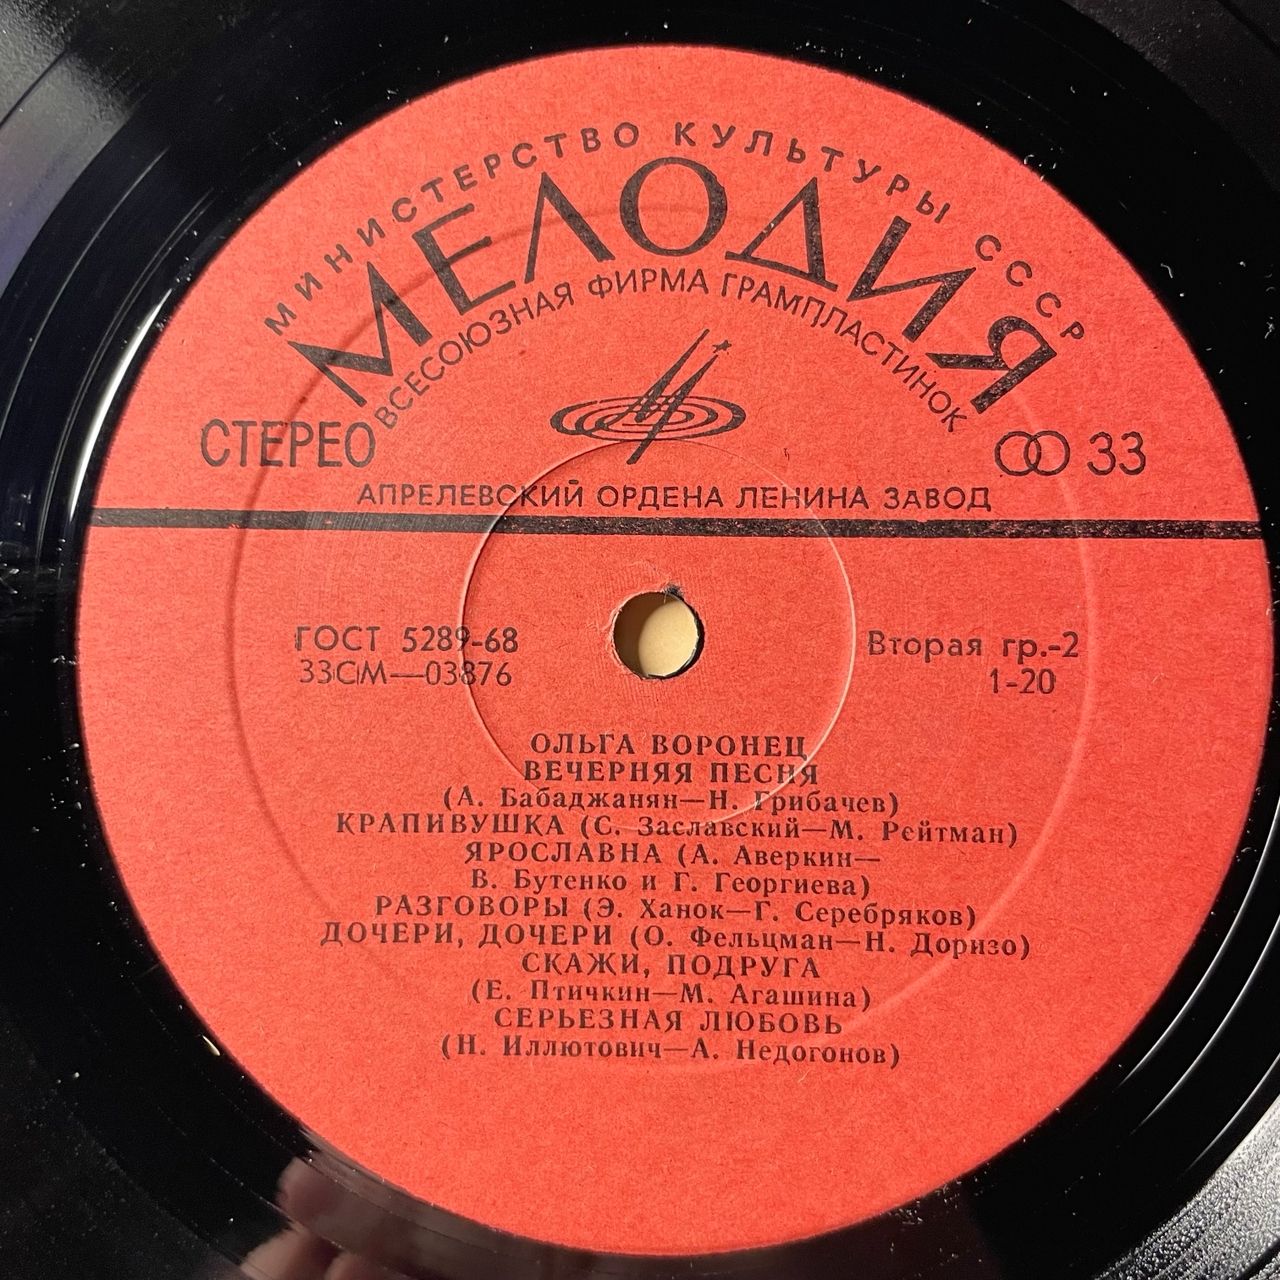 МИНИСТЕРСТВО КУЛЬТУРЫ СССР
МЕЛОДИЯ
ВСЕСОЮЗНАЯ ФИРМА ГРАМПЛАСТИНОК
СТЕРЕО
33
АПРЕЛЕВСКИЙ ОРДЕНА ЛЕНИНА ЗАВОД
ГОСТ 5289-68
33СМ—03876
Вторая гр.-2
1-20
ОЛЬГА ВОРОНЕЦ
ВЕЧЕРНЯЯ ПЕСНЯ
(А. Бабаджанян—Н. Грибачев)
КРАПИВУШКА (С. Заславский—М. Рейтман)
ЯРОСЛАВНА (А. Аверкин—
В. Бутенко и Г. Георгиева)
РАЗГОВОРЫ (Э. Ханок—Г. Серебряков)
ДОЧЕРИ, ДОЧЕРИ (О. Фельцман—Н. Доризо)
СКАЖИ, ПОДРУГА
(Е. Птичкин—М. Агашина)
СЕРЬЕЗНАЯ ЛЮБОВЬ
(Н. Иллютович—А. Недогонов)